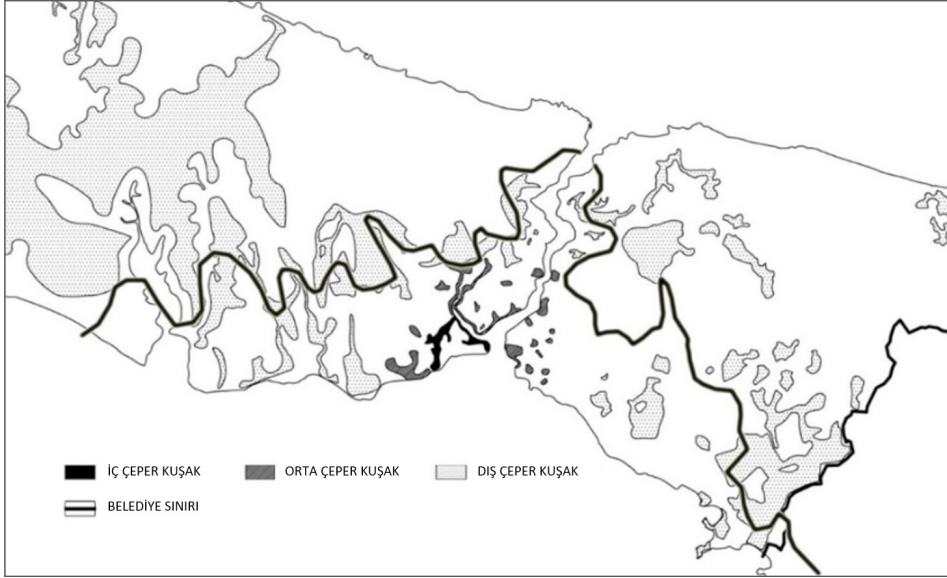 İÇ ÇEPER KUŞAK
ORTA ÇEPER KUŞAK
DIŞ ÇEPER KUŞAK
BELEDİYE SINIRI